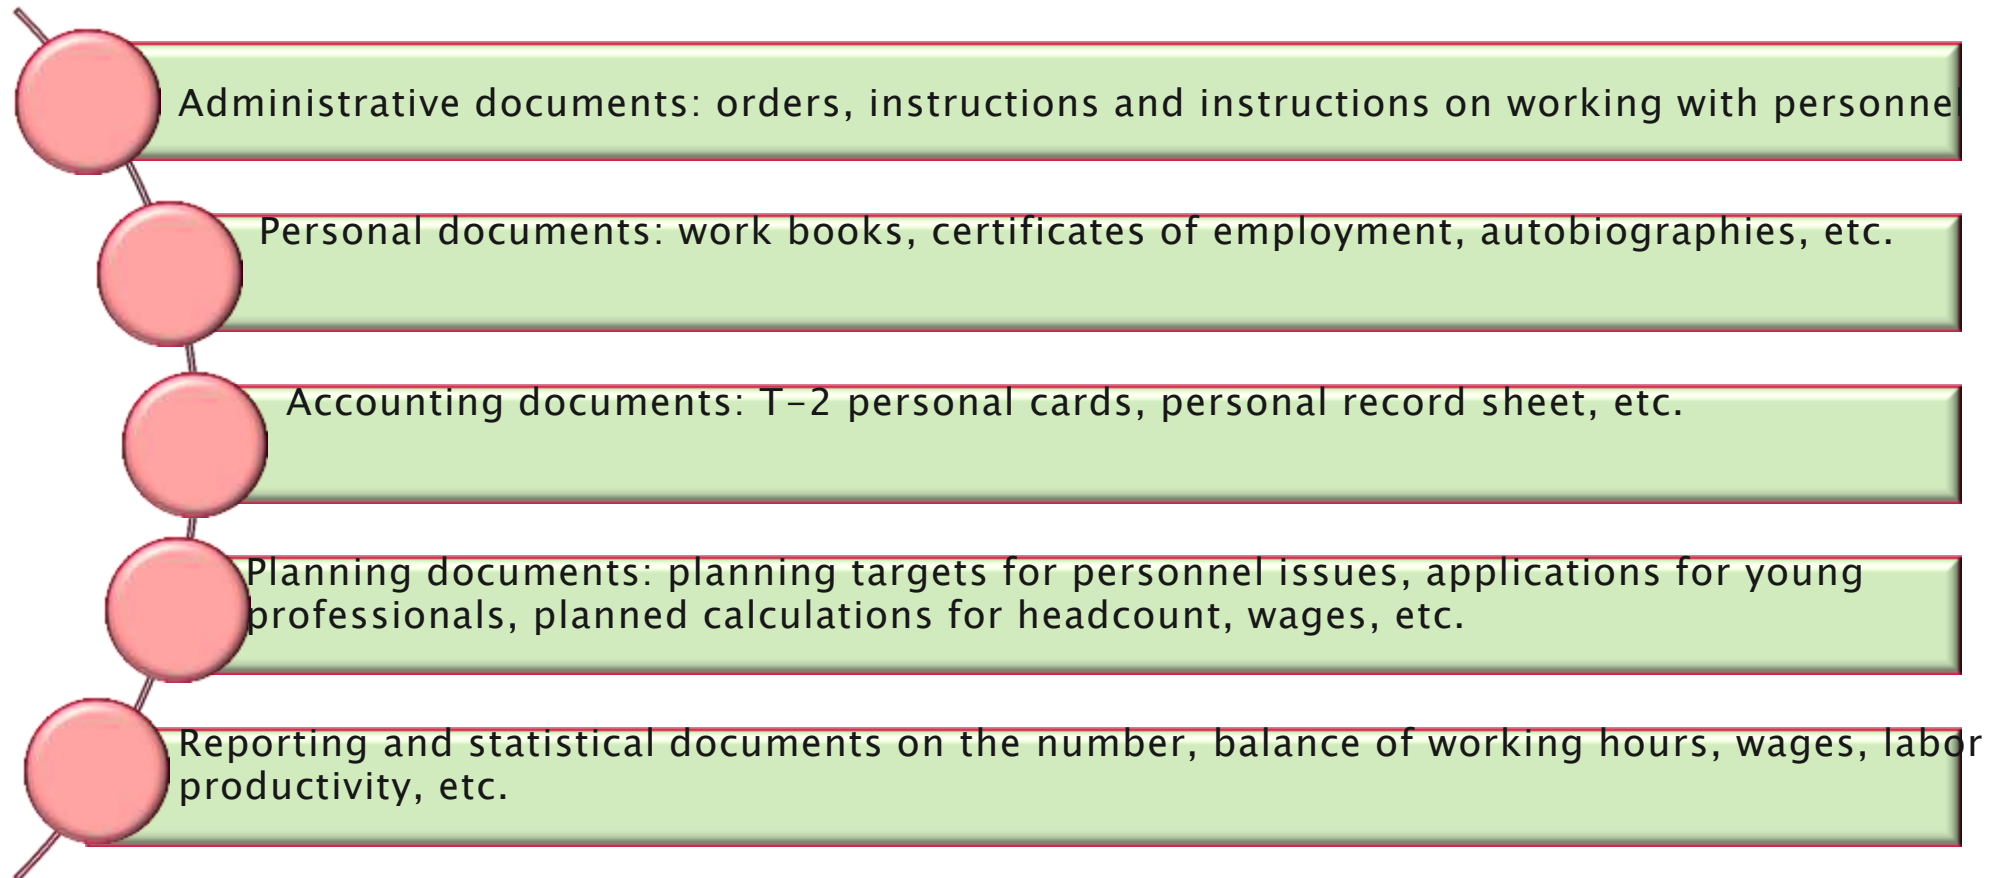 Administrative documents: orders, instructions and instructions on working with personnel
Personal documents: work books, certificates of employment, autobiographies, etc.
Accounting documents: T-2 personal cards, personal record sheet, etc.
Planning documents: planning targets for personnel issues, applications for young
professionals, planned calculations for headcount, wages, etc.
Reporting and statistical documents on the number, balance of working hours, wages, labor
productivity, etc.